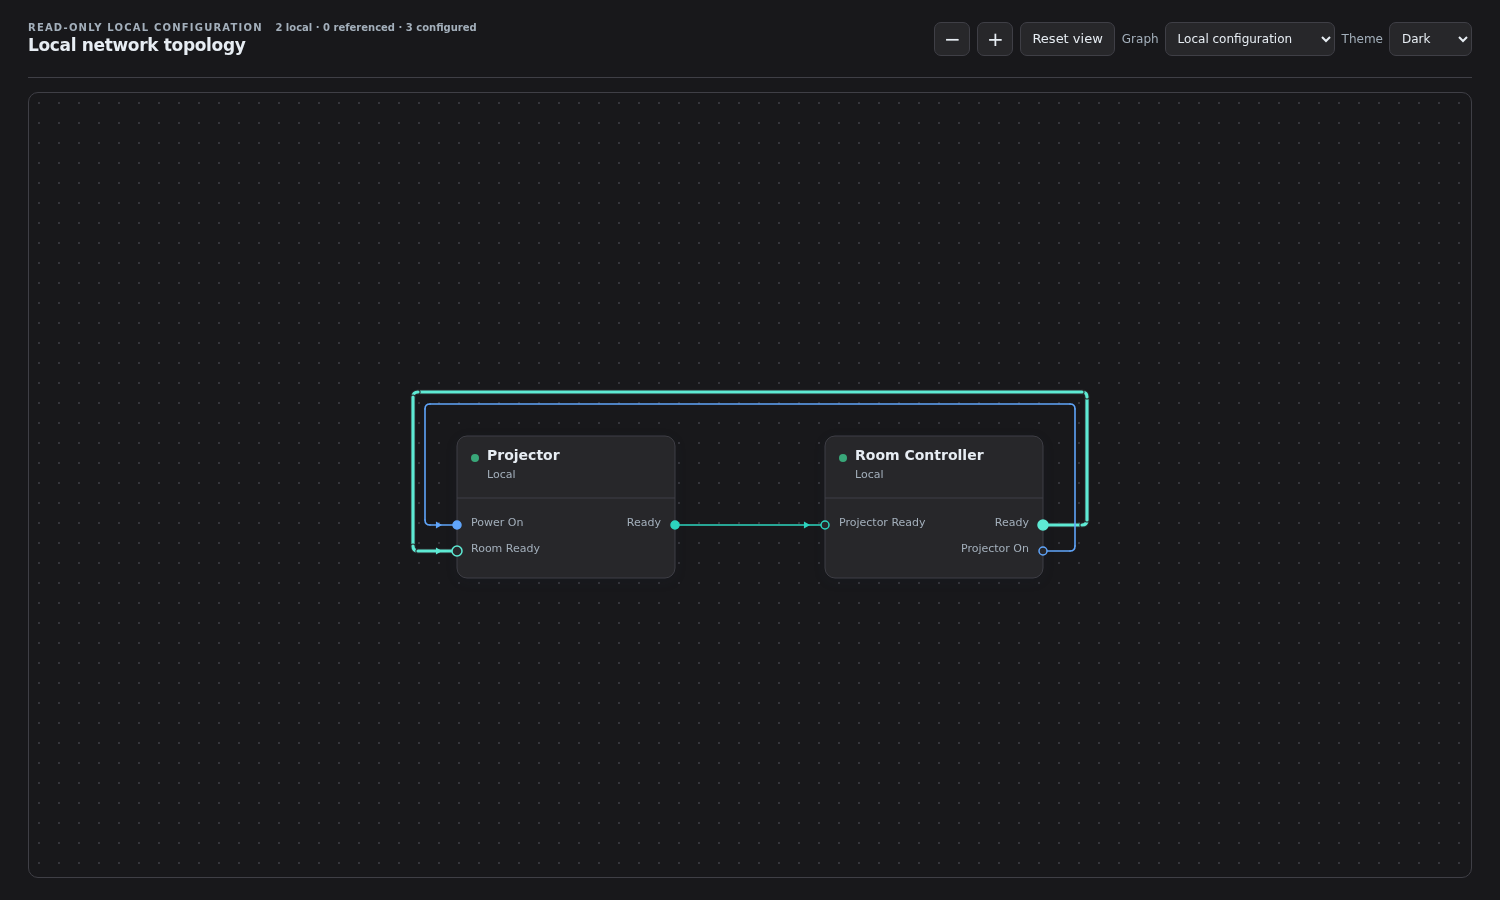 READ-ONLY LOCAL CONFIGURATION 2 local · 0 referenced · 3 configured
Local network topology
− + Reset view Graph Local configuration Theme Dark
Projector
Local
Power On Ready
Room Ready
Room Controller
Local
Projector Ready Ready
Projector On